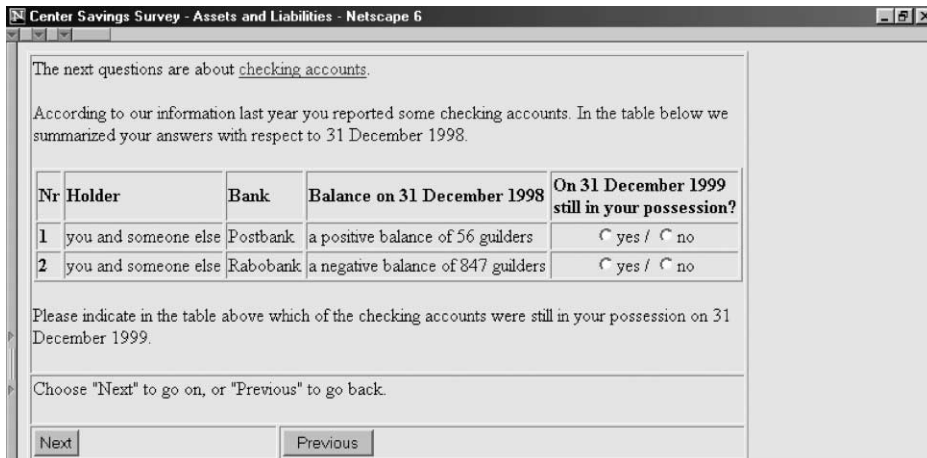 Center Savings Survey - Assets and Liabilities - Netscape 6
The next questions are about checking accounts.
According to our information last year you reported some checking accounts. In the table below we
summarized your answers with respect to 31 December 1998.
Nr Holder Bank Balance on 31 December 1998 On 31 December 1999
still in your possession?
1 you and someone else Postbank a positive balance of 56 guilders yes / no
2 you and someone else Rabobank a negative balance of 847 guilders yes / no
Please indicate in the table above which of the checking accounts were still in your possession on 31
December 1999.
Choose "Next" to go on, or "Previous" to go back.
Next Previous